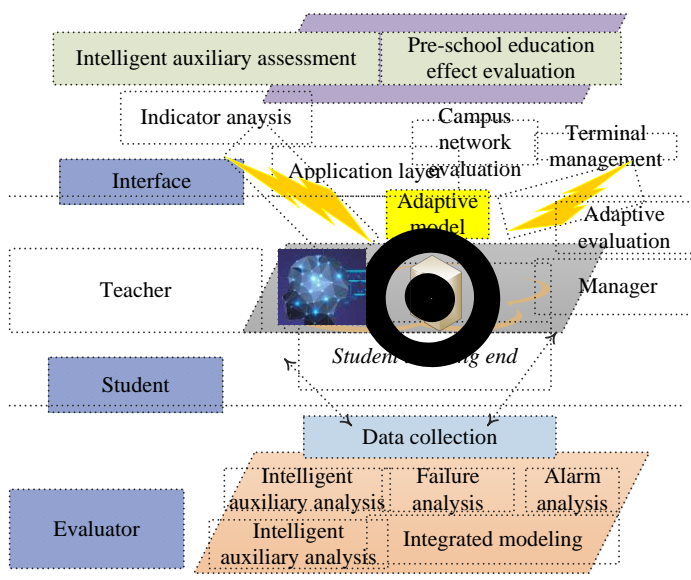 Intelligent auxiliary assessment
Pre-school education
effect evaluation
Indicator anaysis
Campus
network
evaluation
Terminal
management
Application layer
Interface
Adaptive
model
Adaptive
evaluation
Teacher
Manager
Student
end
Student
Data collection
Intelligent
auxiliary analysis
Failure
analysis
Alarm
analysis
Evaluator
Intelligent
auxiliary analysis
Integrated modeling